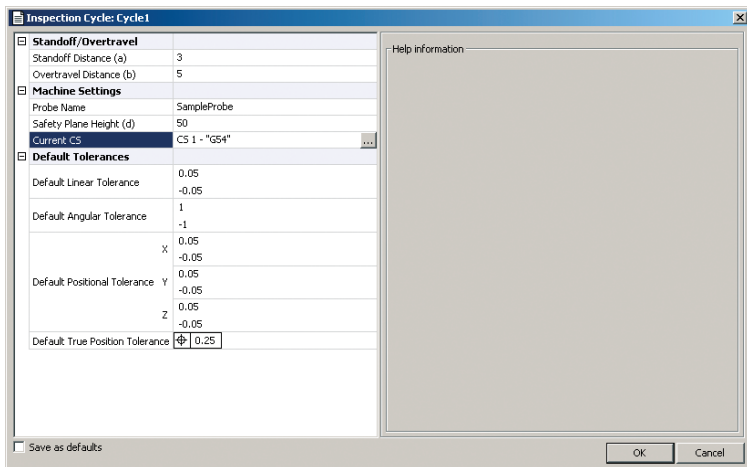 Inspection Cycle: Cycle1
Standoff/Overtravel
Standoff Distance (a) 3
Overtravel Distance (b) 5
Machine Settings
Probe Name SampleProbe
Safety Plane Height (d) 50
Current CS CS 1 - "G54" ...
Default Tolerances
Default Linear Tolerance 0.05
-0.05
Default Angular Tolerance 1
-1
Default Positional Tolerance X 0.05
-0.05
Y 0.05
-0.05
Z 0.05
-0.05
Default True Position Tolerance ⌖ 0.25
Help information
Save as defaults
OK Cancel